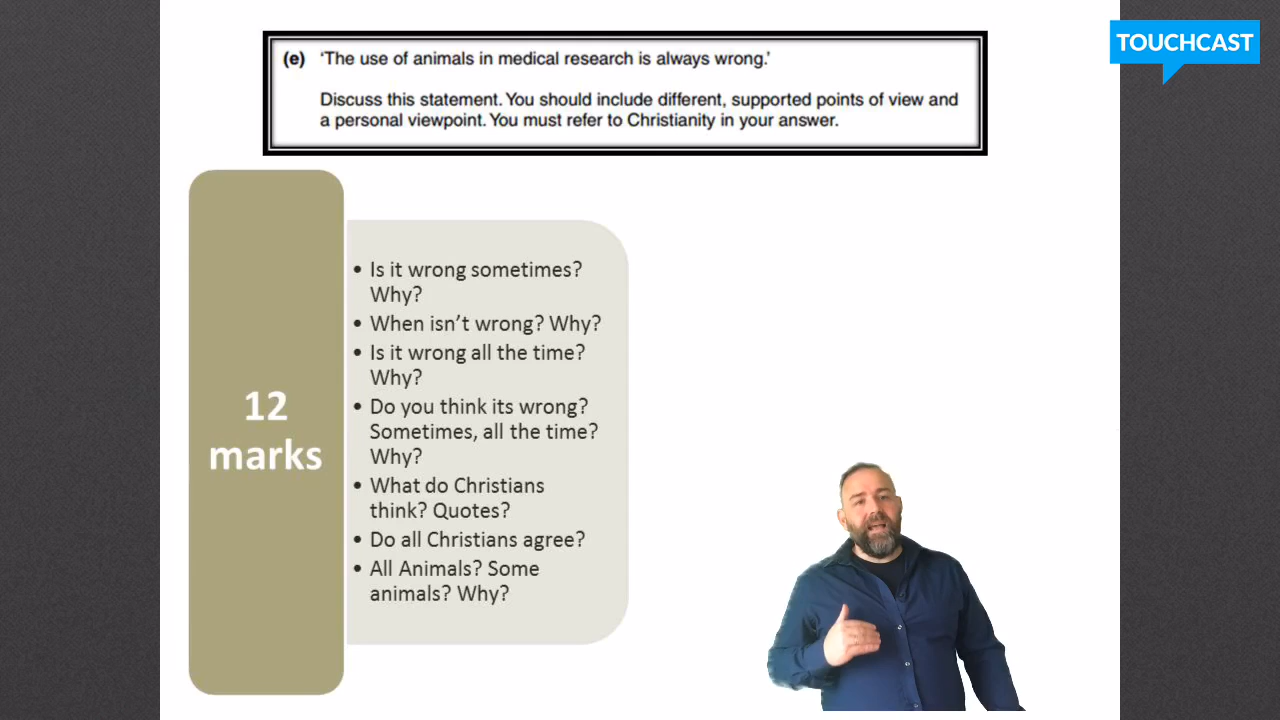 TOUCHCAST
(e) ‘The use of animals in medical research is always wrong.’
Discuss this statement. You should include different, supported points of view and
a personal viewpoint. You must refer to Christianity in your answer.
12
marks
• Is it wrong sometimes?
Why?
• When isn’t wrong? Why?
• Is it wrong all the time?
Why?
• Do you think its wrong?
Sometimes, all the time?
Why?
• What do Christians
think? Quotes?
• Do all Christians agree?
• All Animals? Some
animals? Why?